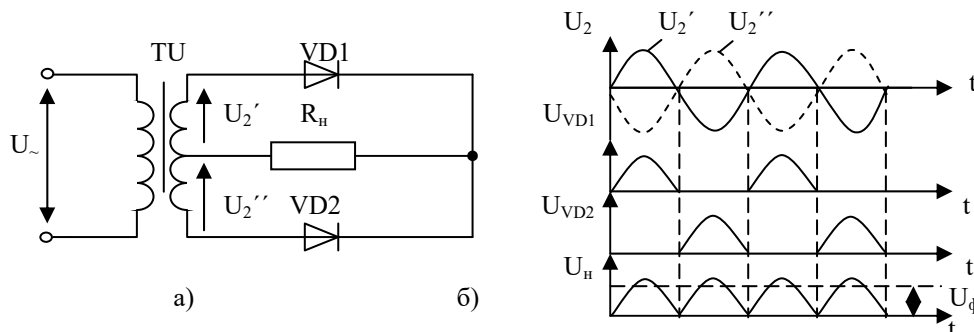 TU
VD1
U2´
Rн
U~
U2´´
VD2
а)
б)
U2
U2´
U2´´
t
UVD1
t
UVD2
t
Uн
Uф
t